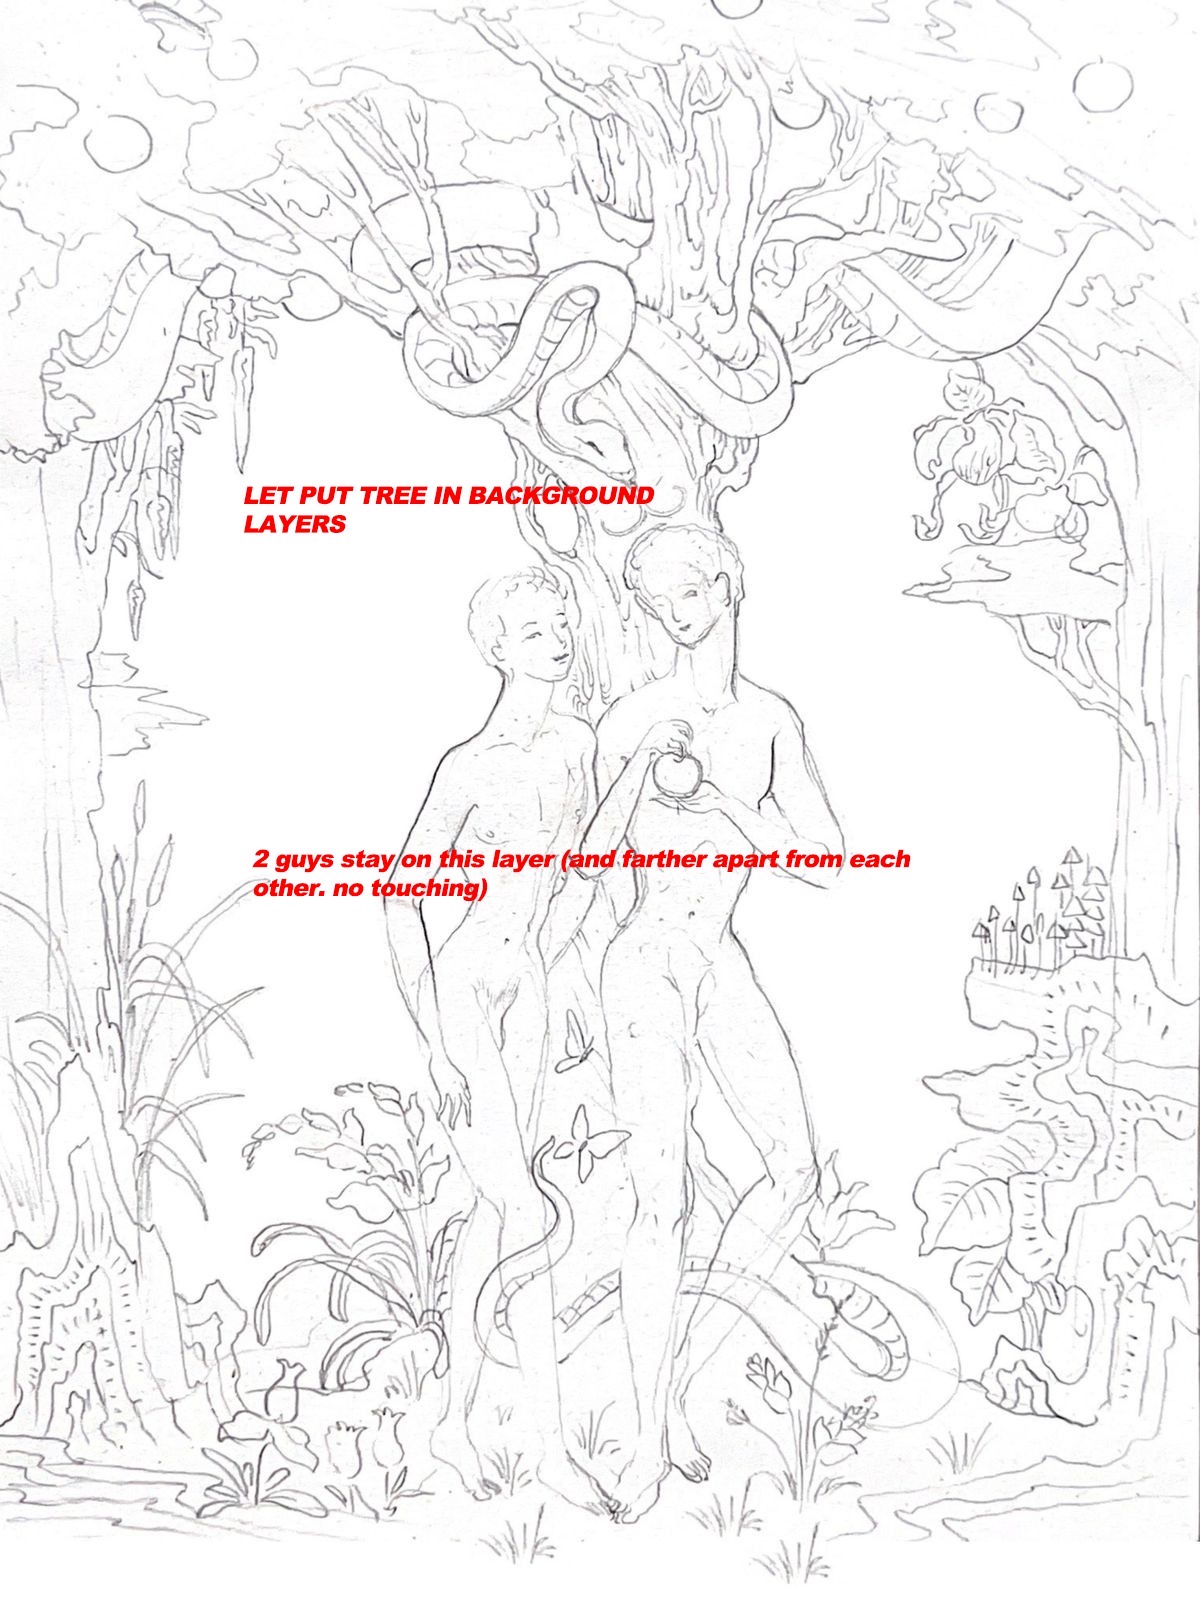 LET PUT TREE IN BACKGROUND
LAYERS
2 guys stay on this layer (and farther apart from each
other. no touching)